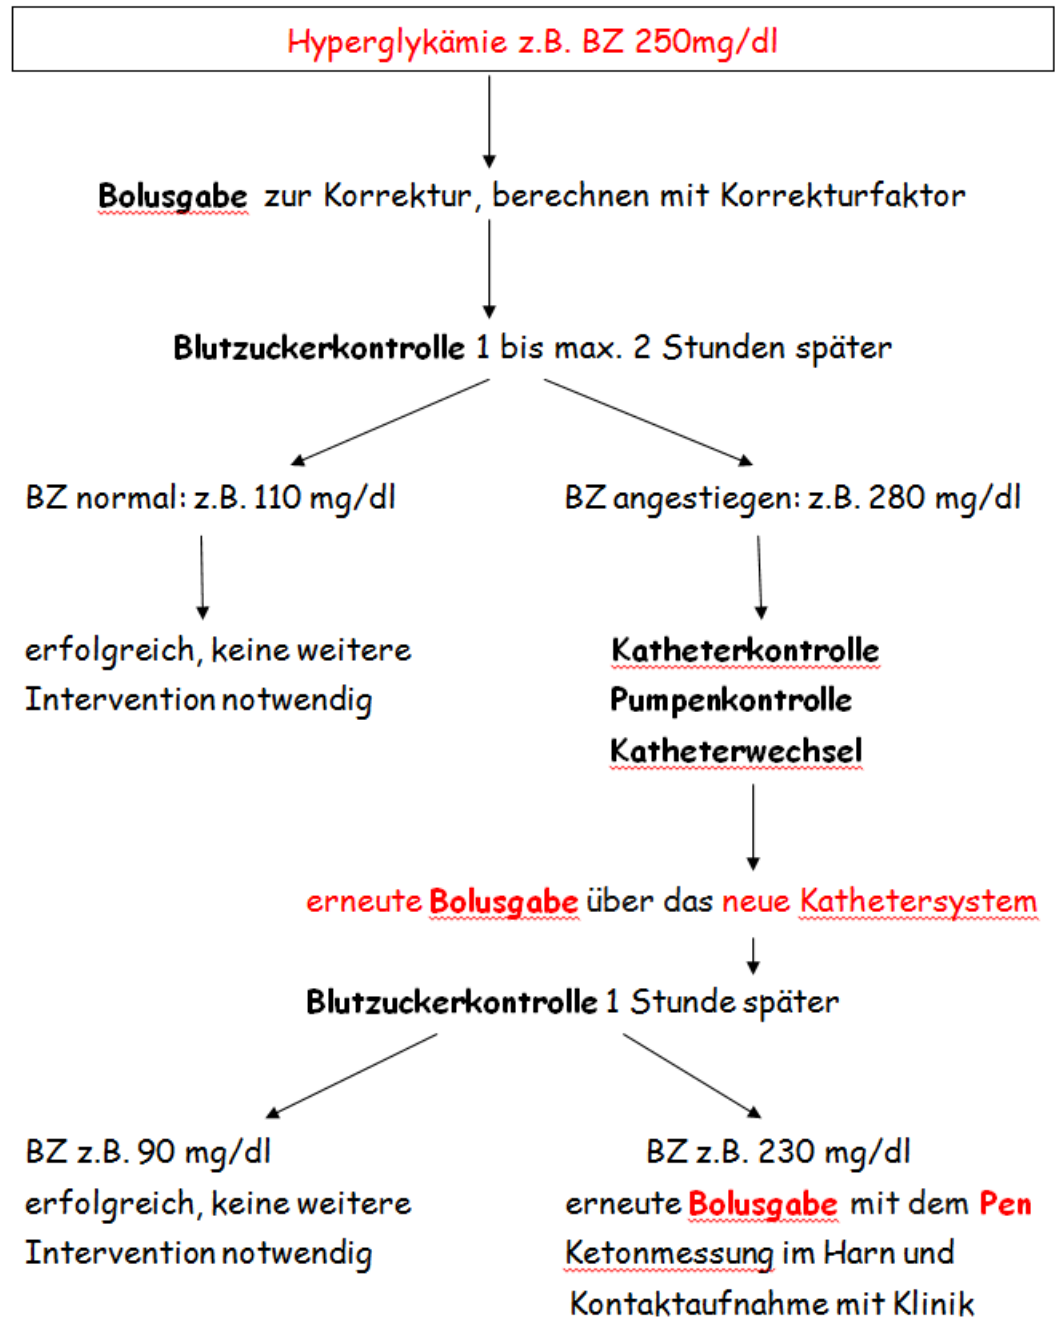 Hyperglykämie z.B. BZ 250mg/dl
Bolusgabe zur Korrektur, berechnen mit Korrekturfaktor
Blutzuckerkontrolle 1 bis max. 2 Stunden später
BZ normal: z.B. 110 mg/dl
BZ angestiegen: z.B. 280 mg/dl
erfolgreich, keine weitere
Intervention notwendig
Katheterkontrolle
Pumpenkontrolle
Katheterwechsel
erneute Bolusgabe über das neue Kathetersystem
Blutzuckerkontrolle 1 Stunde später
BZ z.B. 90 mg/dl
erfolgreich, keine weitere
Intervention notwendig
BZ z.B. 230 mg/dl
erneute Bolusgabe mit dem Pen
Ketonmessung im Harn und
Kontaktaufnahme mit Klinik